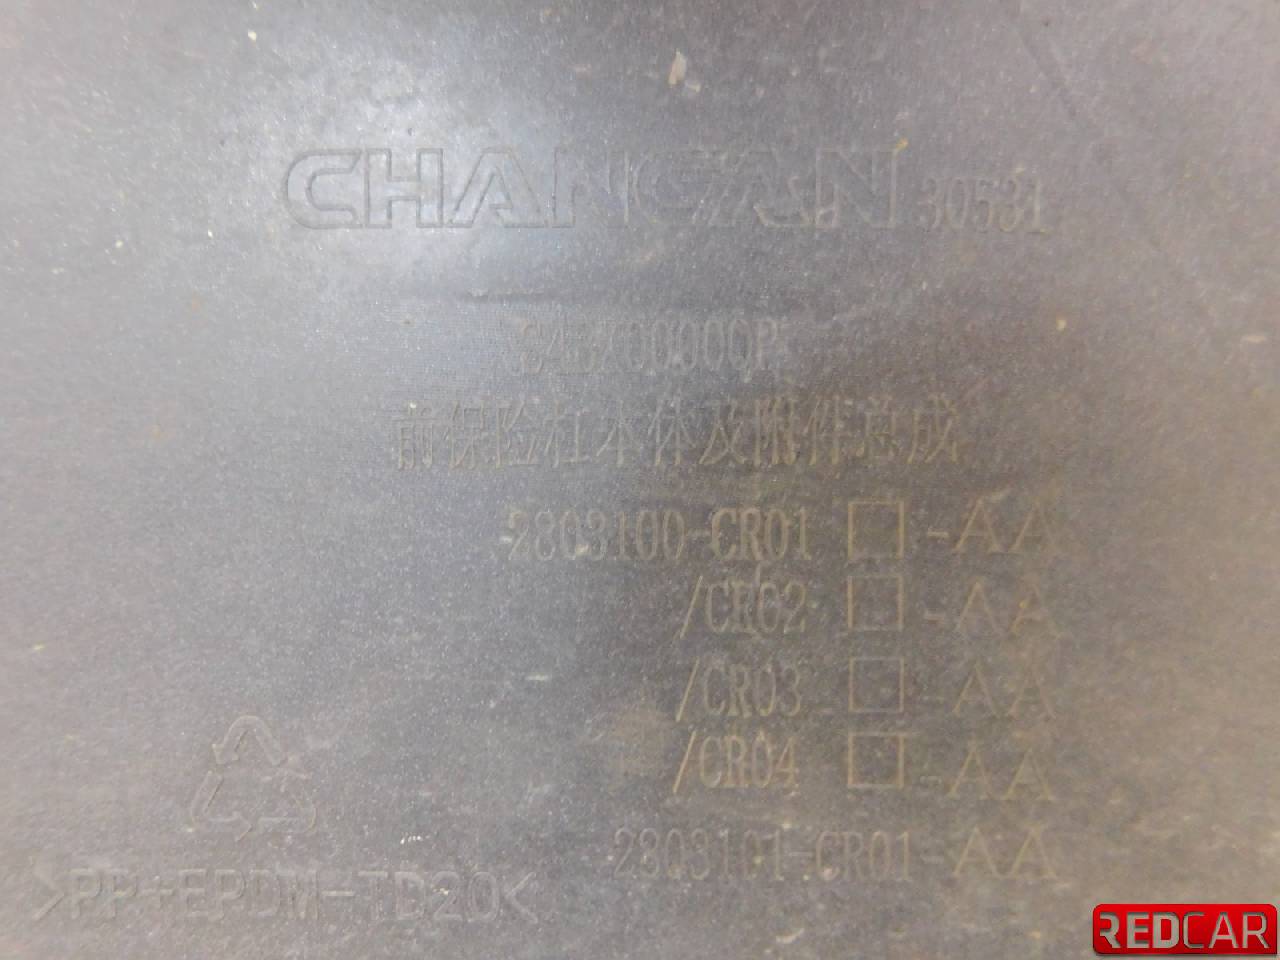 CHANGAN 30531
前保险杠本体及附件总成
2803100-CR01□-AA
/CR02□-AA
/CR03□-AA
/CR04□-AA
2803101-CR01-AA
>PP+EPDM-TD20<
REDCAR